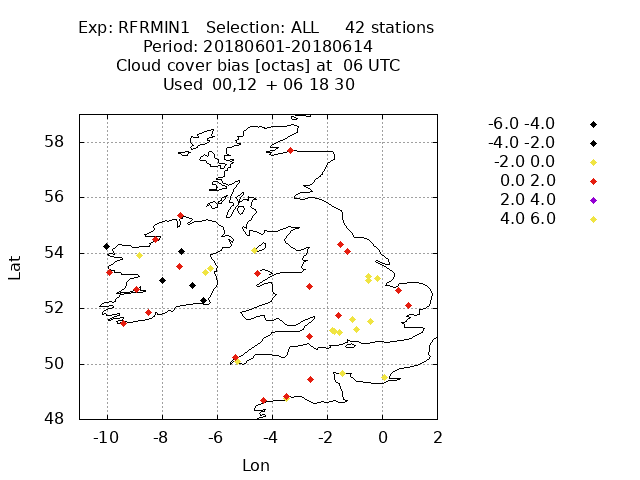 Exp: RFRMIN1 Selection: ALL 42 stations
Period: 20180601-20180614
Cloud cover bias [octas] at 06 UTC
Used 00,12 + 06 18 30
-6.0 -4.0
-4.0 -2.0
-2.0 0.0
0.0 2.0
2.0 4.0
4.0 6.0
58
56
54
52
50
48
Lat
-10 -8 -6 -4 -2 0 2
Lon